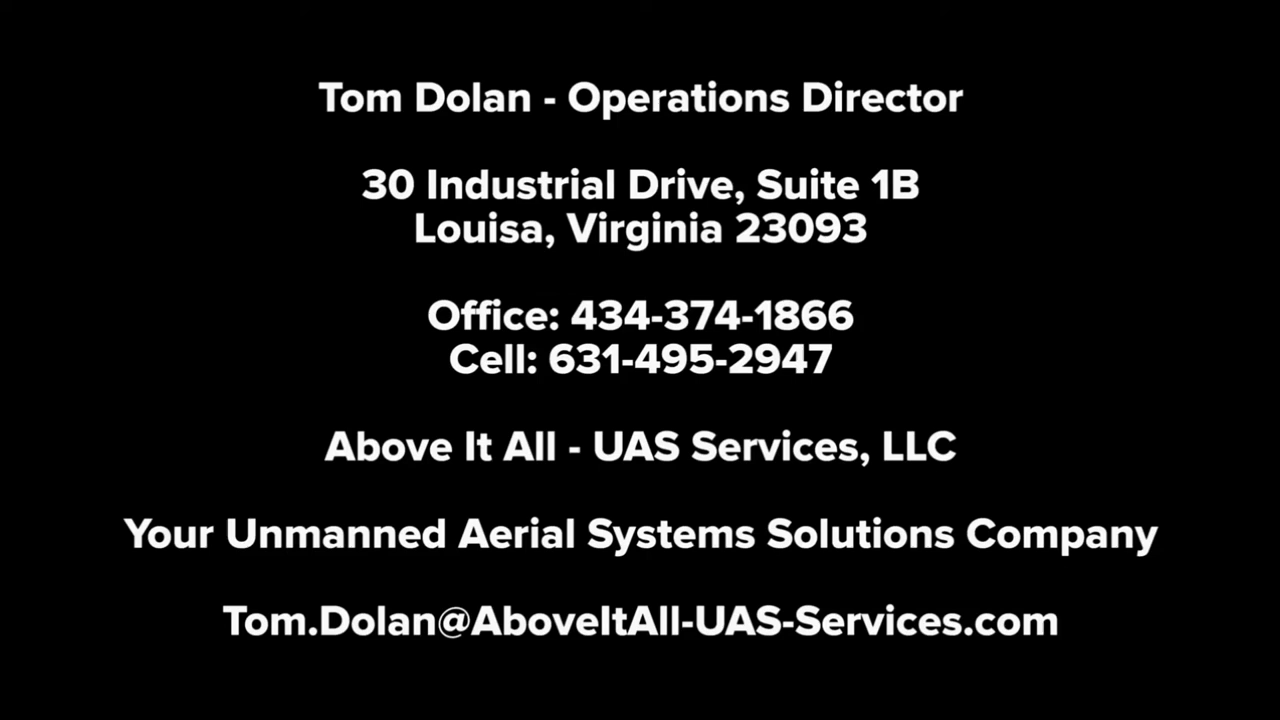 Tom Dolan - Operations Director
30 Industrial Drive, Suite 1B
Louisa, Virginia 23093
Office: 434-374-1866
Cell: 631-495-2947
Above It All - UAS Services, LLC
Your Unmanned Aerial Systems Solutions Company
Tom.Dolan@AboveItAll-UAS-Services.com